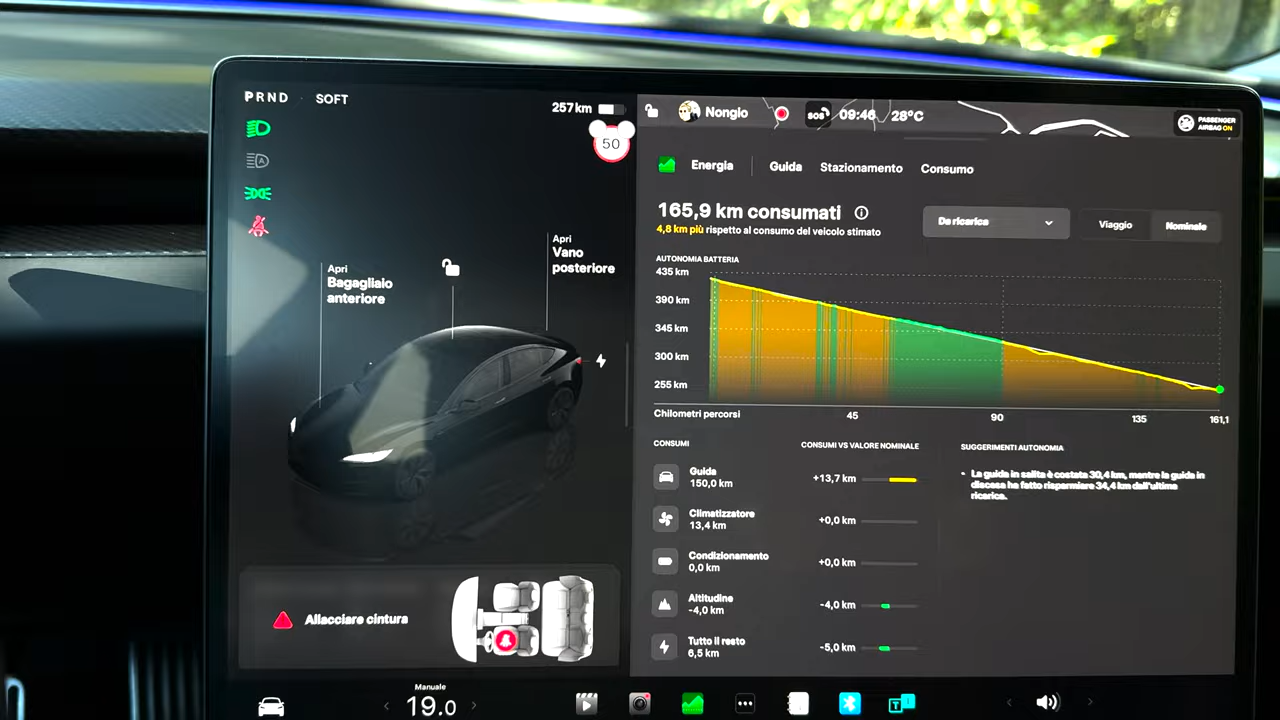 PRND
SOFT
257 km
50
Nongio
SOS
09:46
28°C
PASSENGER
AIRBAG ON
A
Apri
Vano
posteriore
Apri
Bagagliaio
anteriore
Allacciare cintura
Manuale
19.0
Energia
Guida
Stazionamento
Consumo
165,9 km consumati
4,8 km più rispetto al consumo del veicolo stimato
Da ricarica
Viaggio
Nominale
AUTONOMIA BATTERIA
435 km
390 km
345 km
300 km
255 km
Chilometri percorsi
45
90
135
161,1
CONSUMI
CONSUMI VS VALORE NOMINALE
Guida
150,0 km
+13,7 km
Climatizzatore
13,4 km
+0,0 km
Condizionamento
0,0 km
+0,0 km
Altitudine
-4,0 km
-4,0 km
Tutto il resto
6,5 km
-5,0 km
SUGGERIMENTI AUTONOMIA
• La guida in salita è costata 30,4 km, mentre la guida in
discesa ha fatto risparmiare 34,4 km dall'ultima
ricarica.
T